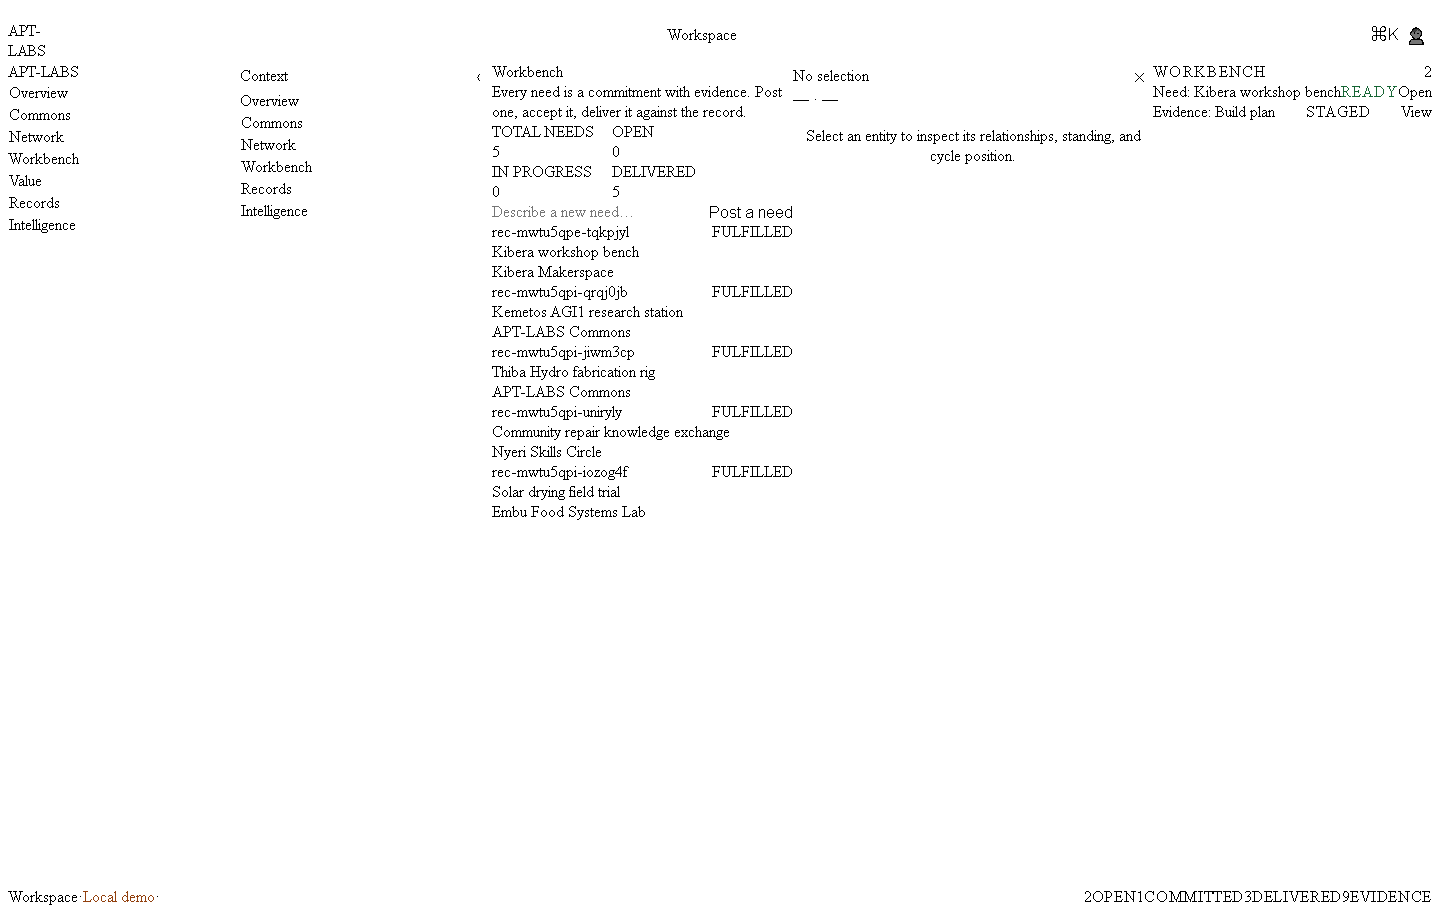 APT-
LABS
Workspace
⌘K
APT-LABS
Overview
Commons
Network
Workbench
Value
Records
Intelligence
Context
‹
Overview
Commons
Network
Workbench
Records
Intelligence
Workbench
Every need is a commitment with evidence. Post
one, accept it, deliver it against the record.
TOTAL NEEDS OPEN
5 0
IN PROGRESS DELIVERED
0 5
Describe a new need… Post a need
rec-mwtu5qpe-tqkpjyl FULFILLED
Kibera workshop bench
Kibera Makerspace
rec-mwtu5qpi-qrqj0jb FULFILLED
Kemetos AGI1 research station
APT-LABS Commons
rec-mwtu5qpi-jiwm3cp FULFILLED
Thiba Hydro fabrication rig
APT-LABS Commons
rec-mwtu5qpi-uniryly FULFILLED
Community repair knowledge exchange
Nyeri Skills Circle
rec-mwtu5qpi-iozog4f FULFILLED
Solar drying field trial
Embu Food Systems Lab
No selection ×
— · —
Select an entity to inspect its relationships, standing, and
cycle position.
WORKBENCH 2
Need: Kibera workshop bench READY Open
Evidence: Build plan STAGED View
Workspace·Local demo·
2OPEN1COMMITTED3DELIVERED9EVIDENCE